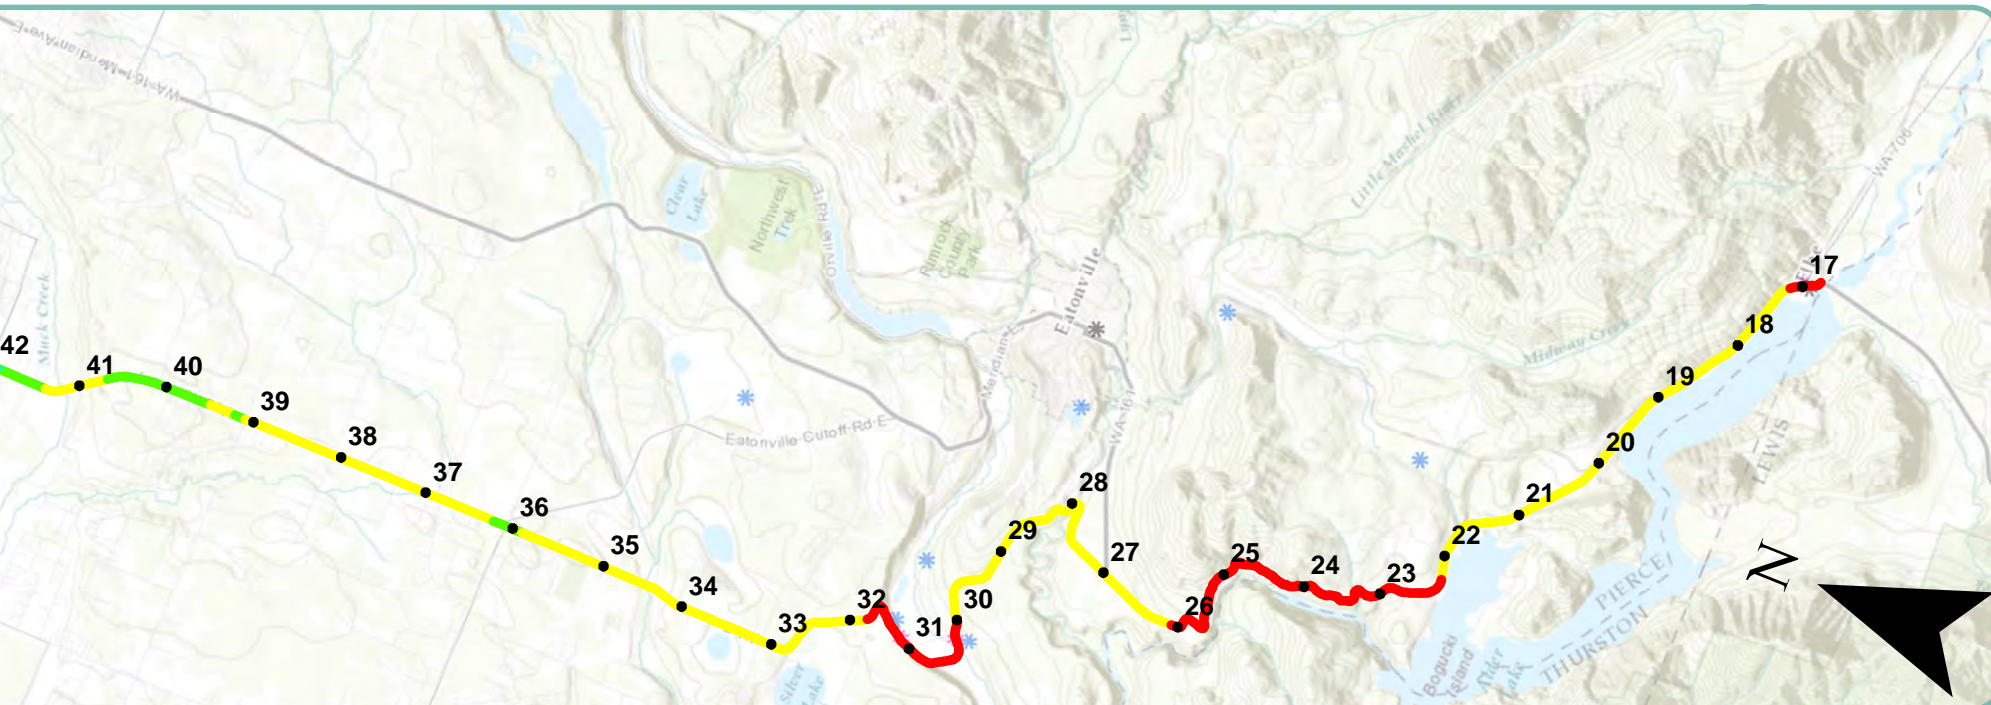 WA-161-Meridian-Ave-E
Muck Creek
42
41
40
39
38
37
36
35
34
33
32
31
30
29
28
27
26
25
24
23
22
21
20
19
18
17
Clear
Lake
Northwest
Trek
Orville-Rd-E
Rimrock
County
Park
Eatonville
Meridian-E
Eatonville-Cutoff-Rd-E
WA-161
Silver
Lake
Little Mashel River
Midway Creek
WA-706
LEWIS
PIERCE
THURSTON
Bogucki
Island
Alder
Lake
N